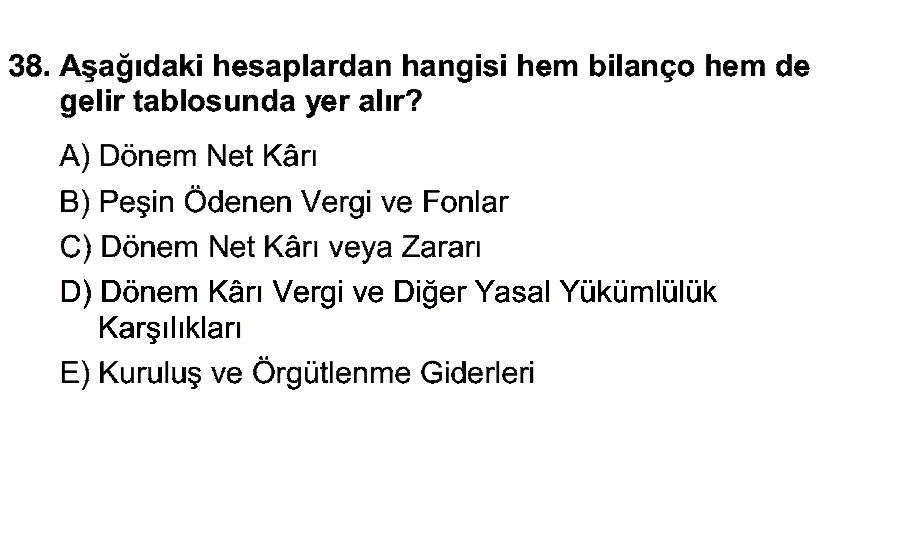 38. Aşağıdaki hesaplardan hangisi hem bilanço hem de
gelir tablosunda yer alır?
A) Dönem Net Kârı
B) Peşin Ödenen Vergi ve Fonlar
C) Dönem Net Kârı veya Zararı
D) Dönem Kârı Vergi ve Diğer Yasal Yükümlülük
Karşılıkları
E) Kuruluş ve Örgütlenme Giderleri